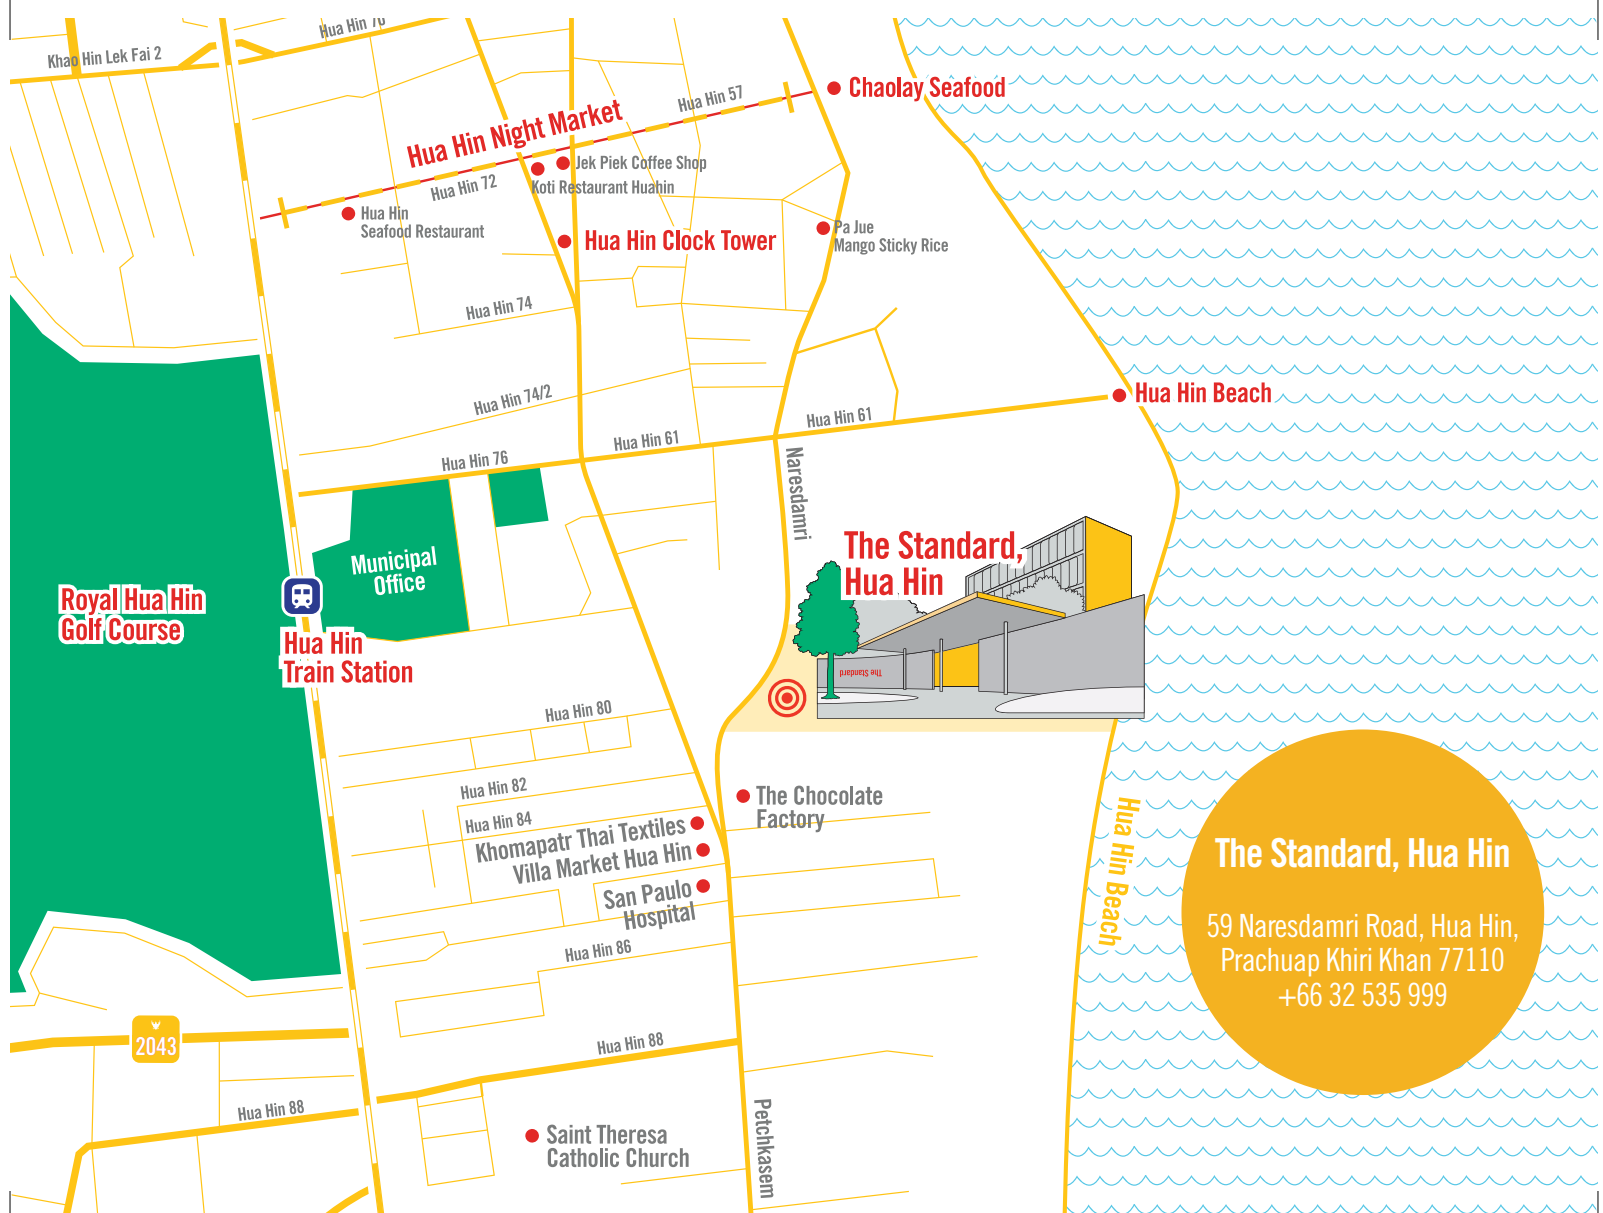 Hua Hin 70
Khao Hin Lek Fai 2
Chaolay Seafood
Hua Hin 57
Hua Hin Night Market
Jek Piek Coffee Shop
Koti Restaurant Huahin
Hua Hin 72
Hua Hin
Seafood Restaurant
Pa Jue
Mango Sticky Rice
Hua Hin Clock Tower
Hua Hin 74
Hua Hin 74/2
Hua Hin Beach
Hua Hin 61
Hua Hin 61
Hua Hin 76
Naresdamri
The Standard,
Hua Hin
The Standard
Municipal
Office
Royal Hua Hin
Golf Course
Hua Hin
Train Station
Hua Hin 80
Hua Hin 82
Hua Hin 84
The Chocolate
Factory
Khomapatr Thai Textiles
Villa Market Hua Hin
San Paulo
Hospital
Hua Hin 86
Hua Hin Beach
The Standard, Hua Hin
59 Naresdamri Road, Hua Hin,
Prachuap Khiri Khan 77110
+66 32 535 999
2043
Hua Hin 88
Hua Hin 88
Petchkasem
Saint Theresa
Catholic Church